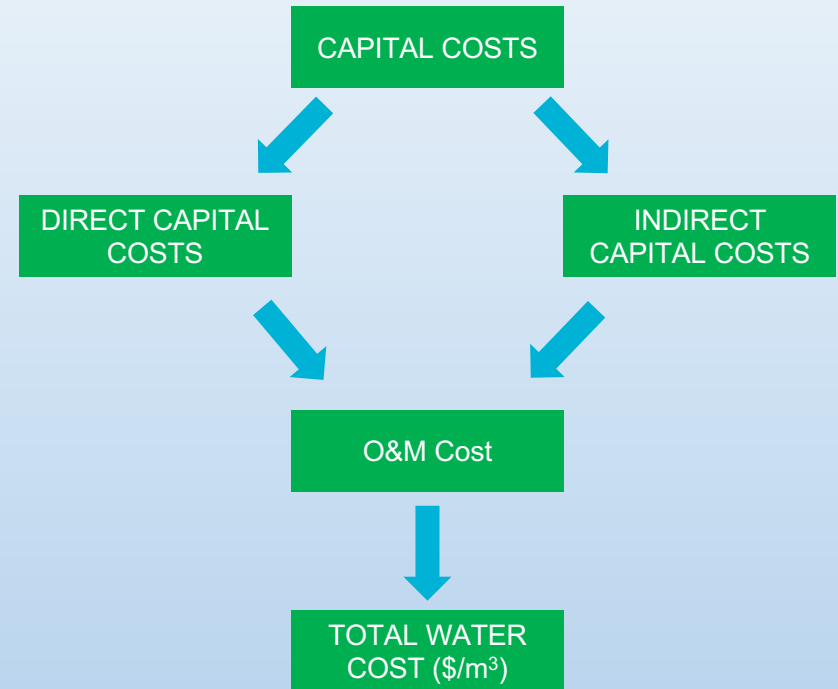 CAPITAL COSTS
DIRECT CAPITAL
COSTS
INDIRECT
CAPITAL COSTS
O&M Cost
TOTAL WATER
COST ($/m³)